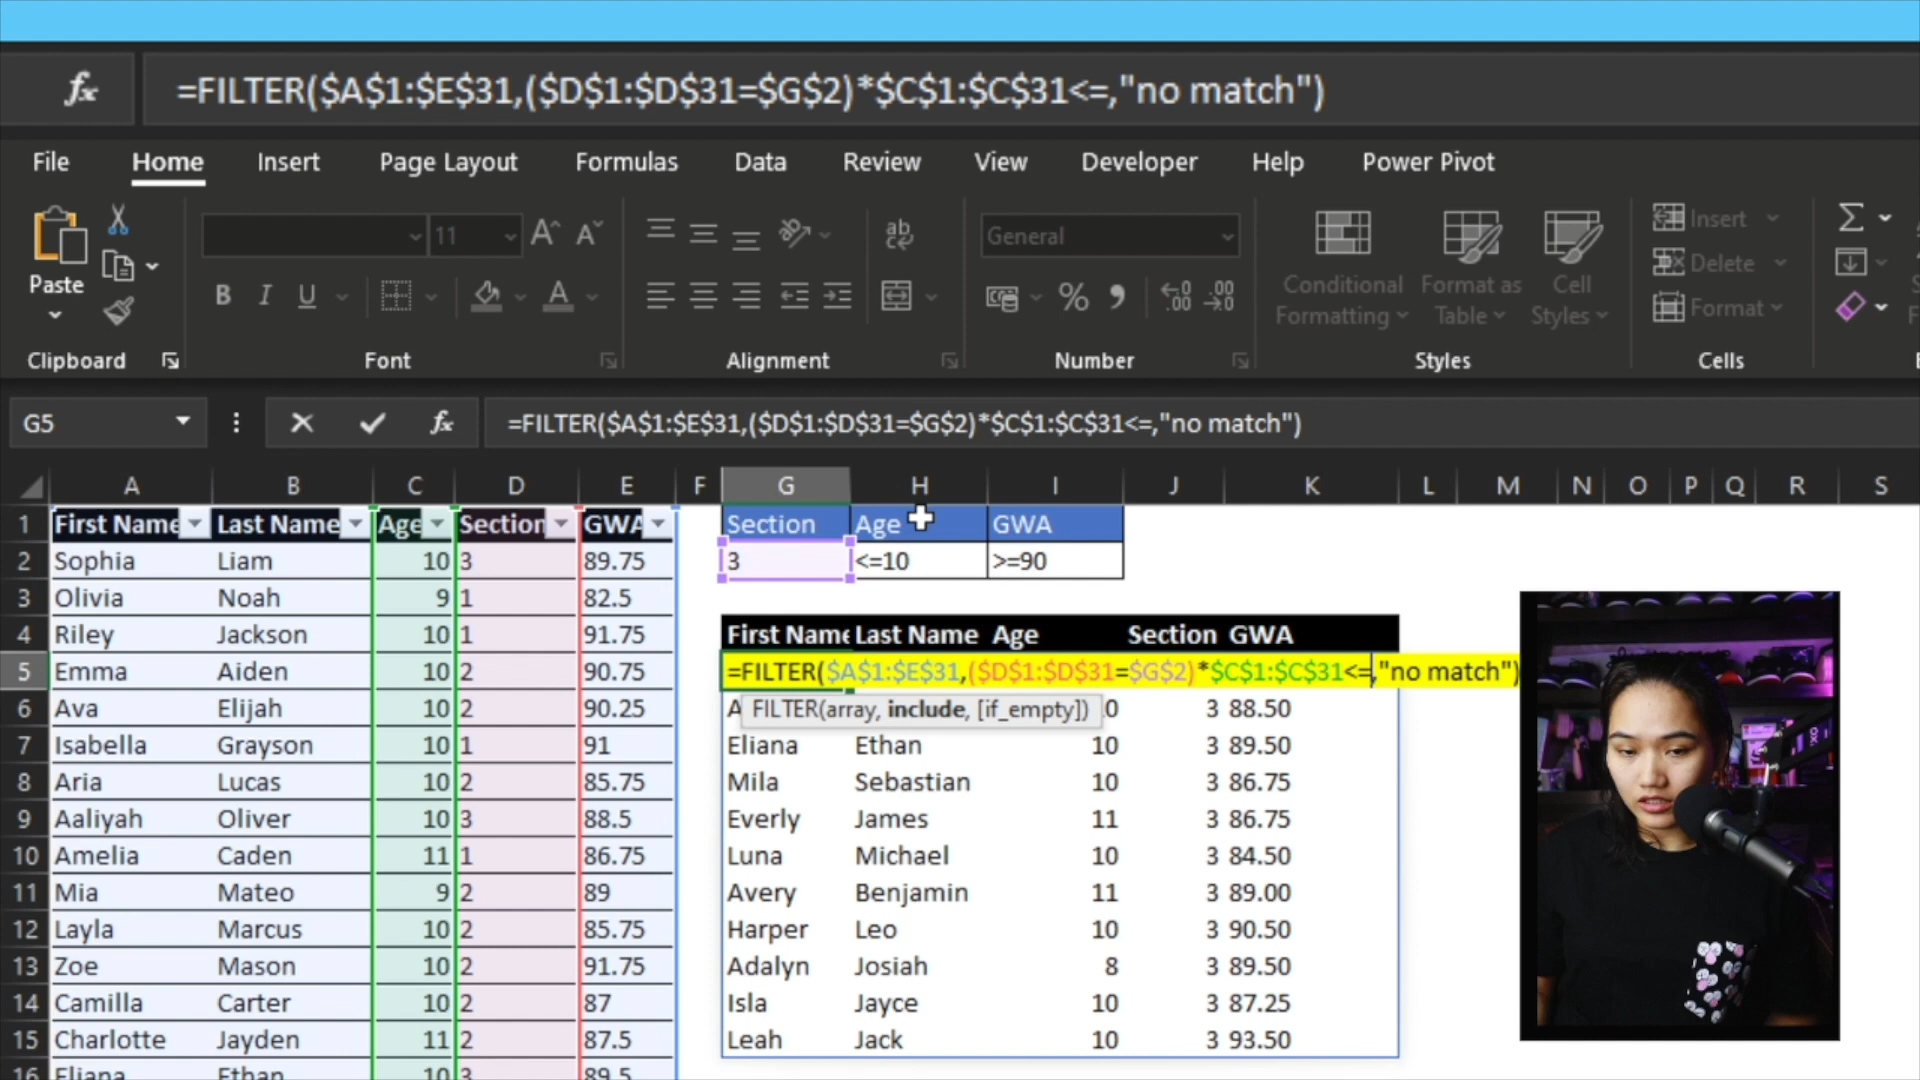 fx =FILTER($A$1:$E$31,($D$1:$D$31=$G$2)*$C$1:$C$31<=,"no match")
File Home Insert Page Layout Formulas Data Review View Developer Help Power Pivot
11 A A ab General Insert
Paste Conditional Format as Cell Delete
B I U A % Formatting Table Styles Format
Clipboard Font Alignment Number Styles Cells
G5 fx =FILTER($A$1:$E$31,($D$1:$D$31=$G$2)*$C$1:$C$31<=,"no match")
A B C D E F G H I J K L M N O P Q R S
1 First Name Last Name Age Section GWA Section Age GWA
2 Sophia Liam 10 3 89.75 3 <=10 >=90
3 Olivia Noah 9 1 82.5
4 Riley Jackson 10 1 91.75 First Name Last Name Age Section GWA
5 Emma Aiden 10 2 90.75 =FILTER($A$1:$E$31,($D$1:$D$31=$G$2)*$C$1:$C$31<=,"no match")
6 Ava Elijah 10 2 90.25 FILTER(array, include, [if_empty]) 3 88.50
7 Isabella Grayson 10 1 91 Eliana Ethan 10 3 89.50
8 Aria Lucas 10 2 85.75 Mila Sebastian 10 3 86.75
9 Aaliyah Oliver 10 3 88.5 Everly James 11 3 86.75
10 Amelia Caden 11 1 86.75 Luna Michael 10 3 84.50
11 Mia Mateo 9 2 89 Avery Benjamin 11 3 89.00
12 Layla Marcus 10 2 85.75 Harper Leo 10 3 90.50
13 Zoe Mason 10 2 91.75 Adalyn Josiah 8 3 89.50
14 Camilla Carter 10 2 87 Isla Jayce 10 3 87.25
15 Charlotte Jayden 11 2 87.5 Leah Jack 10 3 93.50
16 Eliana Ethan 10 3 89.5